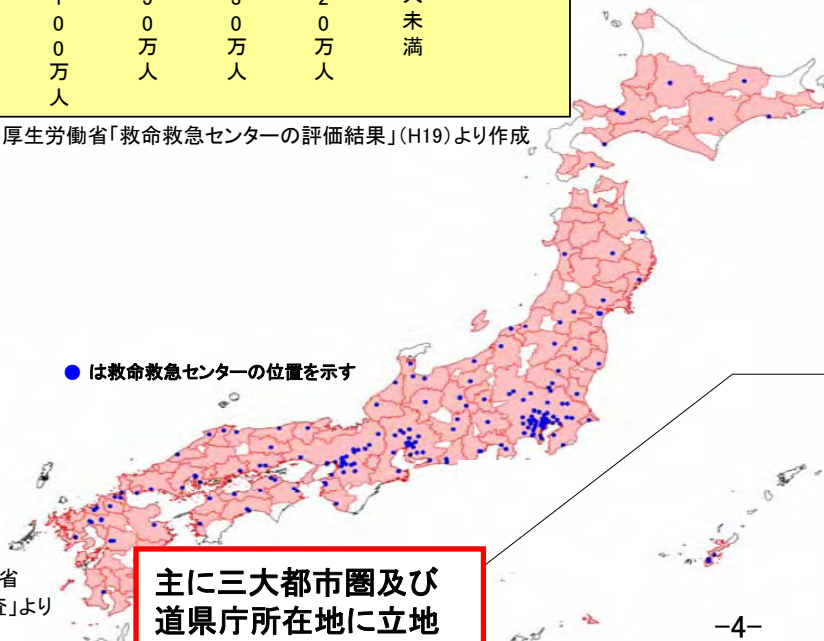 100万人
0万人
0万人
20万人
人未満
厚生労働省「救命救急センターの評価結果」(H19)より作成
● は救命救急センターの位置を示す
省
」より
主に三大都市圏及び
道県庁所在地に立地
-4-